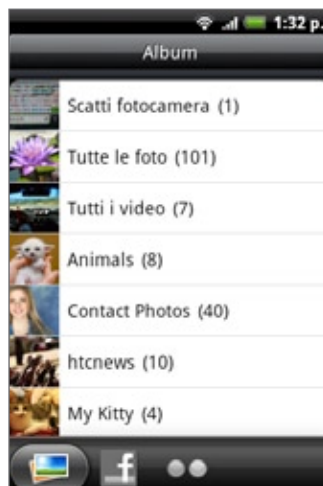 1:32 p.
Album
Scatti fotocamera (1)
Tutte le foto (101)
Tutti i video (7)
Animals (8)
Contact Photos (40)
htcnews (10)
My Kitty (4)
f